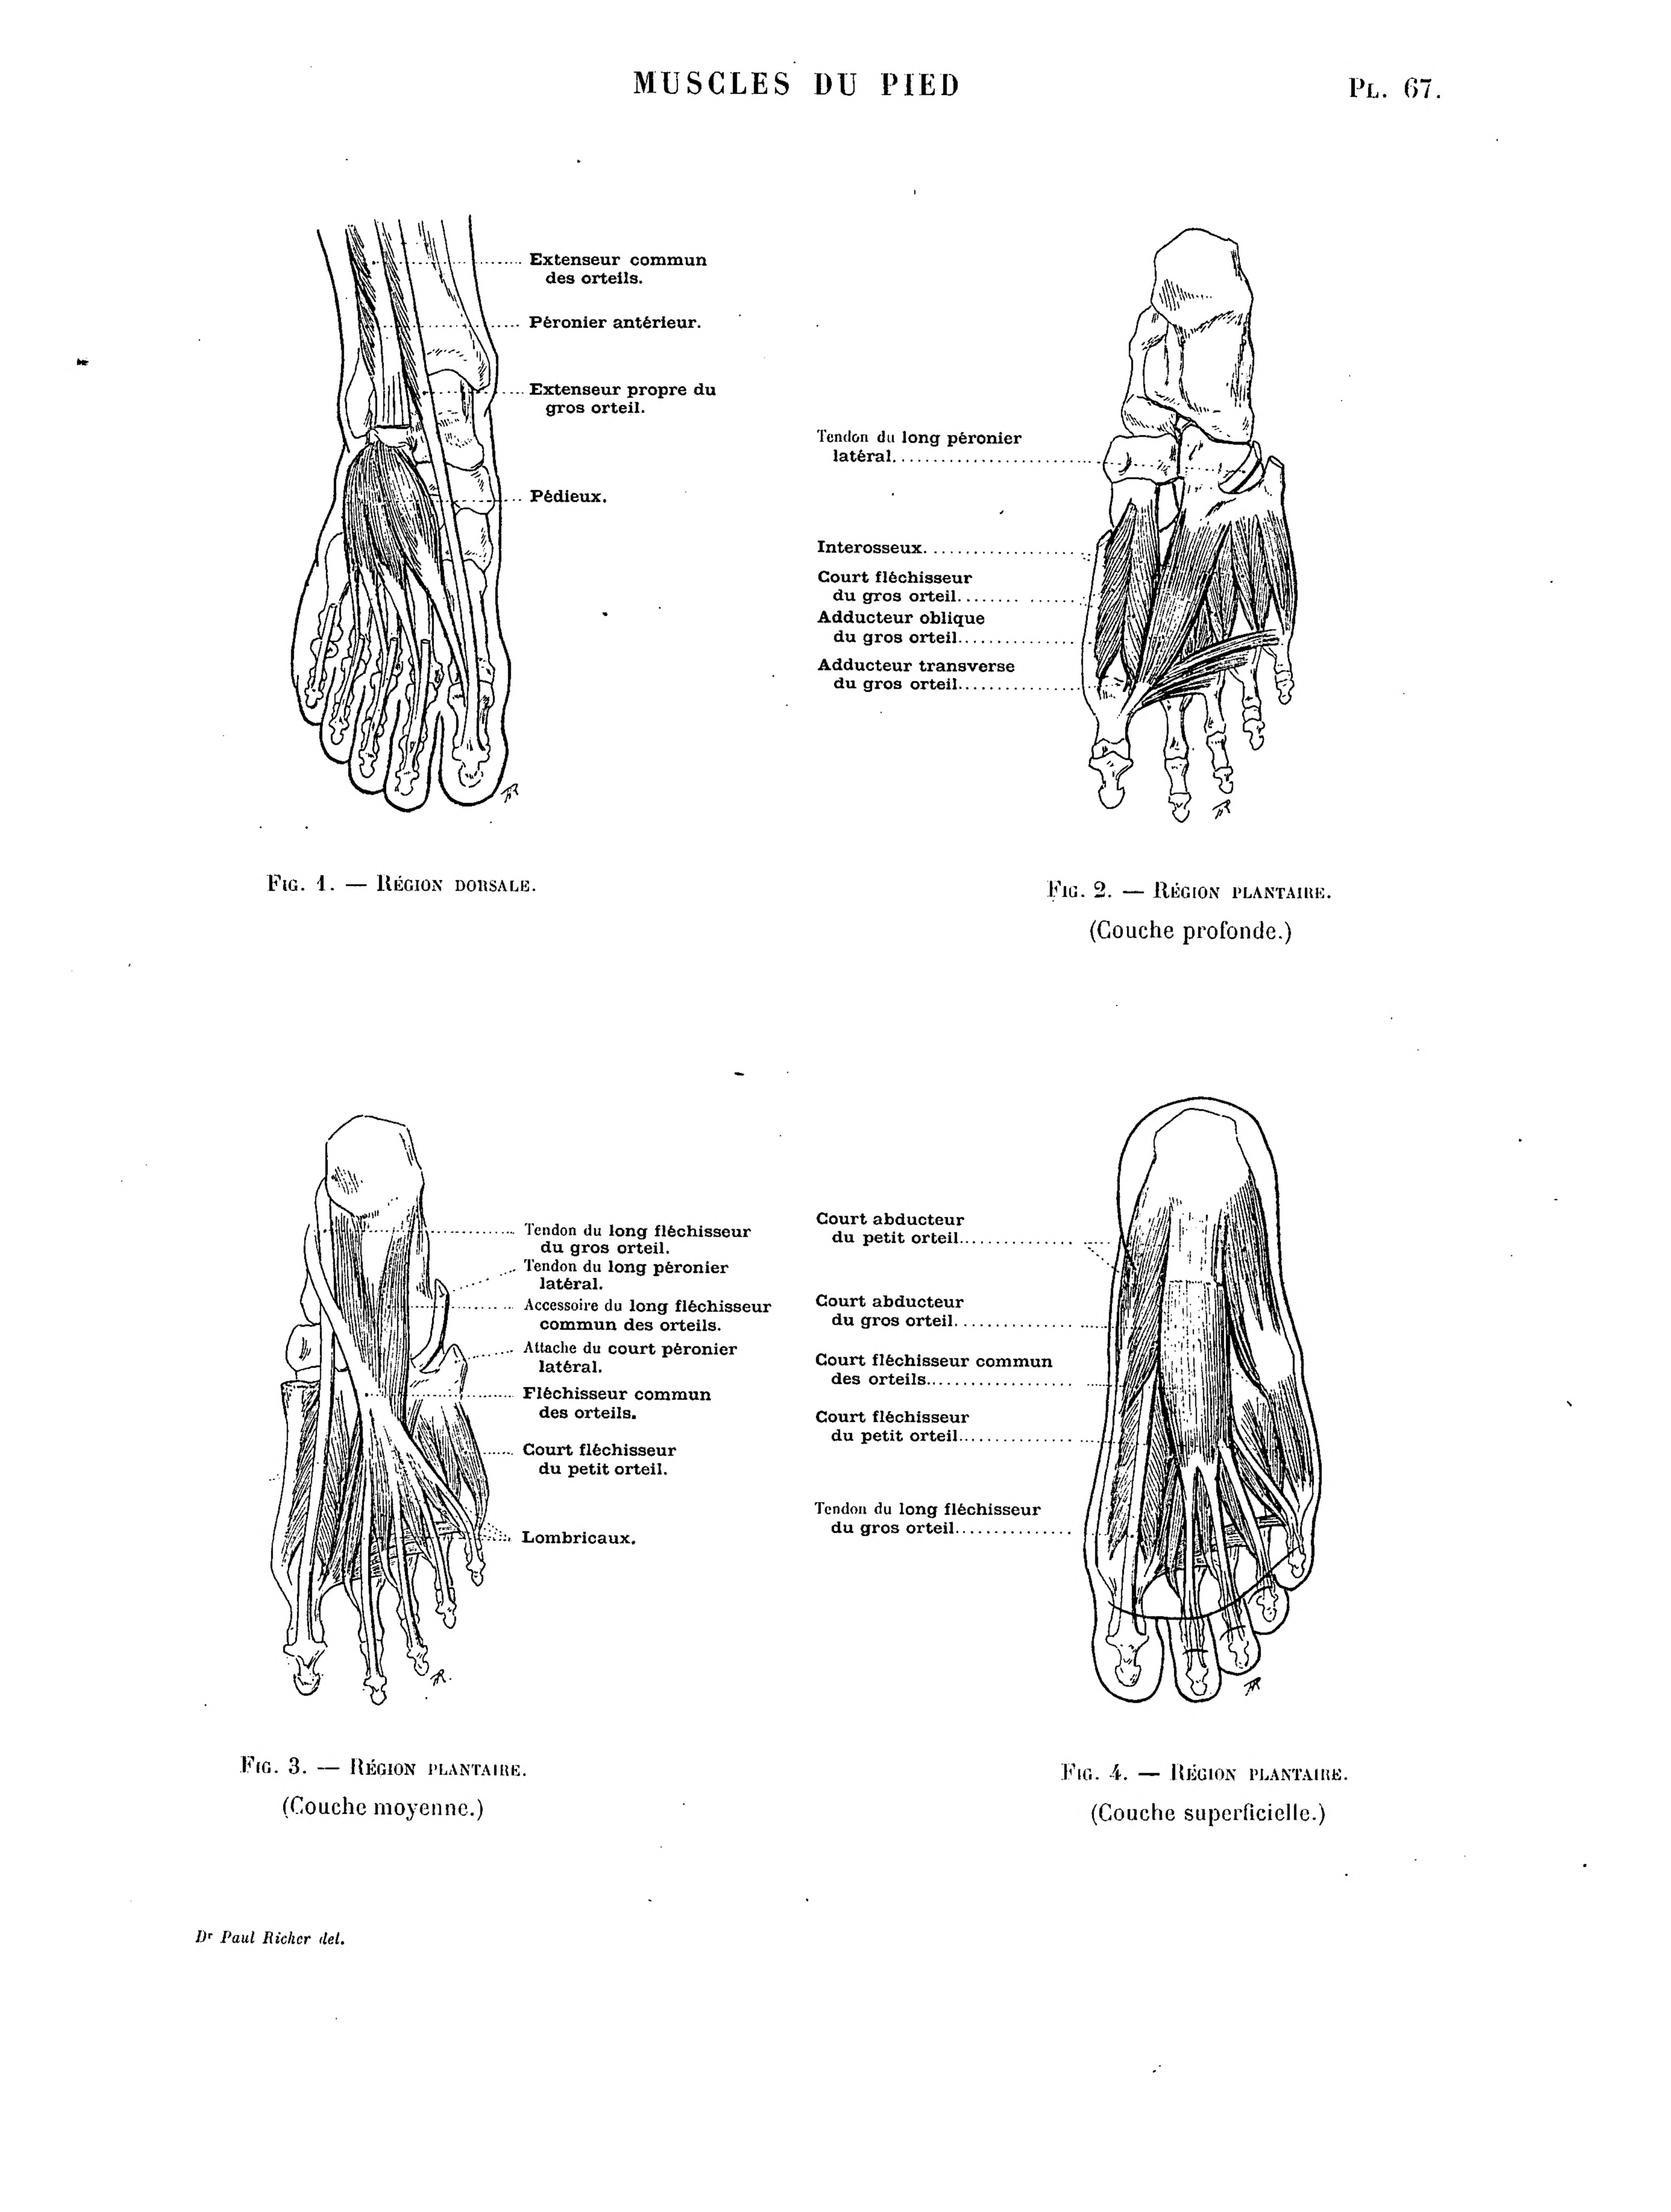 MUSCLES DU PIED
PL. 67.
Extenseur commun
des orteils.
Péronier antérieur.
Extenseur propre du
gros orteil.
Pédieux.
FIG. 1. — RÉGION DORSALE.
Tendon du long péronier
latéral.
Interosseux.
Court fléchisseur
du gros orteil.
Adducteur oblique
du gros orteil.
Adducteur transverse
du gros orteil.
FIG. 2. — RÉGION PLANTAIRE.
(Couche profonde.)
Tendon du long fléchisseur
du gros orteil.
Tendon du long péronier
latéral.
Accessoire du long fléchisseur
commun des orteils.
Attache du court péronier
latéral.
Fléchisseur commun
des orteils.
Court fléchisseur
du petit orteil.
Lombricaux.
FIG. 3. — RÉGION PLANTAIRE.
(Couche moyenne.)
Court abducteur
du petit orteil.
Court abducteur
du gros orteil.
Court fléchisseur commun
des orteils.
Court fléchisseur
du petit orteil.
Tendon du long fléchisseur
du gros orteil.
FIG. 4. — RÉGION PLANTAIRE.
(Couche superficielle.)
Dr Paul Richer del.